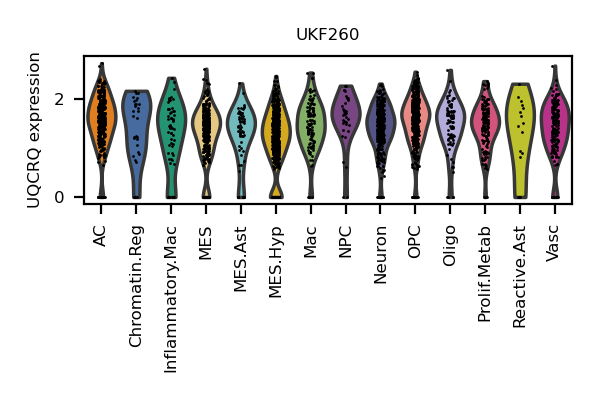 UKF260
UQCRQ expression
2
0
AC
Chromatin.Reg
Inflammatory.Mac
MES
MES.Ast
MES.Hyp
Mac
NPC
Neuron
OPC
Oligo
Prolif.Metab
Reactive.Ast
Vasc